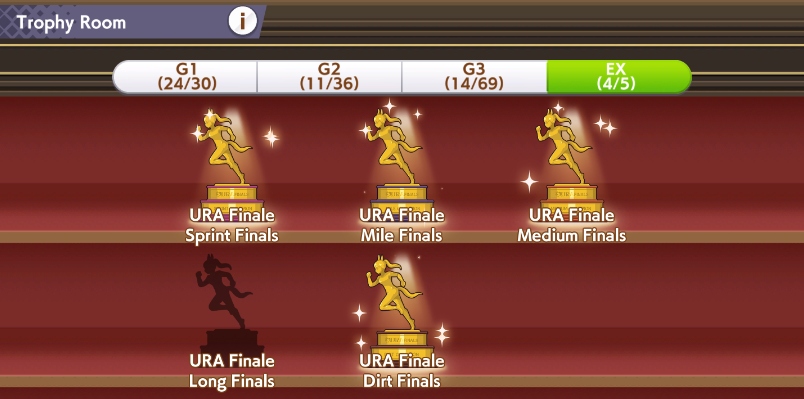 Trophy Room
i
G1
(24/30)
G2
(11/36)
G3
(14/69)
EX
(4/5)
URA Finale
Sprint Finals
URA Finale
Mile Finals
URA Finale
Medium Finals
URA Finale
Long Finals
URA Finale
Dirt Finals